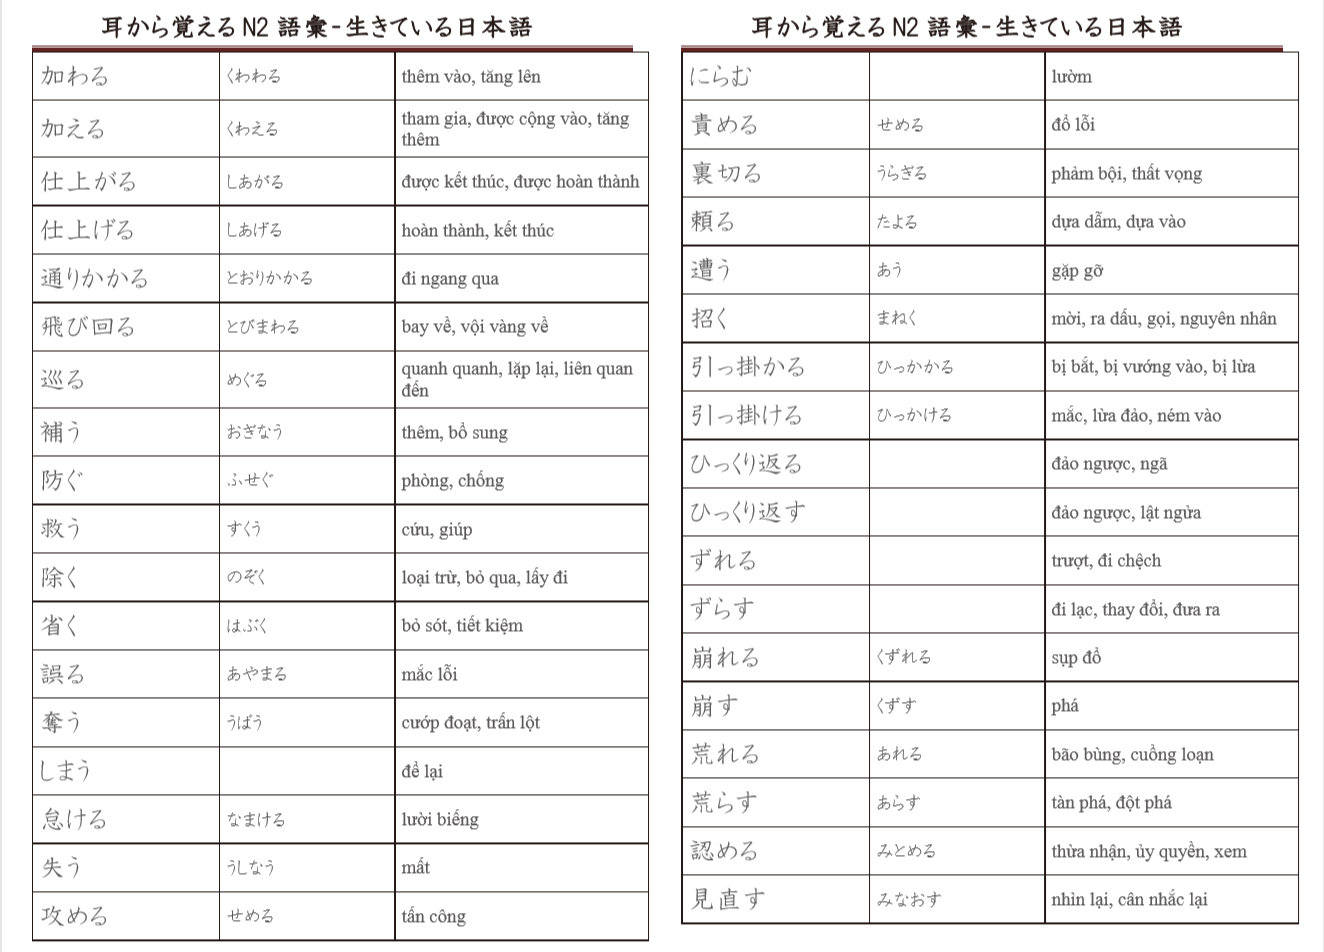 耳から覚える N2 語彙-生きている日本語
加わる くわわる thêm vào, tăng lên
加える くわえる tham gia, được cộng vào, tăng
thêm
仕上がる しあがる được kết thúc, được hoàn thành
仕上げる しあげる hoàn thành, kết thúc
通りかかる とおりかかる đi ngang qua
飛び回る とびまわる bay về, vội vàng về
巡る めぐる quanh quanh, lặp lại, liên quan
đến
補う おぎなう thêm, bổ sung
防ぐ ふせぐ phòng, chống
救う すくう cứu, giúp
除く のぞく loại trừ, bỏ qua, lấy đi
省く はぶく bỏ sót, tiết kiệm
誤る あやまる mắc lỗi
奪う うばう cướp đoạt, trấn lột
しまう để lại
怠ける なまける lười biếng
失う うしなう mất
攻める せめる tấn công
耳から覚える N2 語彙-生きている日本語
にらむ lườm
責める せめる đổ lỗi
裏切る うらぎる phản bội, thất vọng
頼る たよる dựa dẫm, dựa vào
遭う あう gặp gỡ
招く まねく mời, ra dấu, gọi, nguyên nhân
引っ掛かる ひっかかる bị bắt, bị vướng vào, bị lừa
引っ掛ける ひっかける mắc, lừa đảo, ném vào
ひっくり返る đảo ngược, ngã
ひっくり返す đảo ngược, lật ngửa
ずれる trượt, đi chệch
ずらす đi lạc, thay đổi, đưa ra
崩れる くずれる sụp đổ
崩す くずす phá
荒れる あれる bão bùng, cuồng loạn
荒らす あらす tàn phá, đột phá
認める みとめる thừa nhận, ủy quyền, xem
見直す みなおす nhìn lại, cân nhắc lại